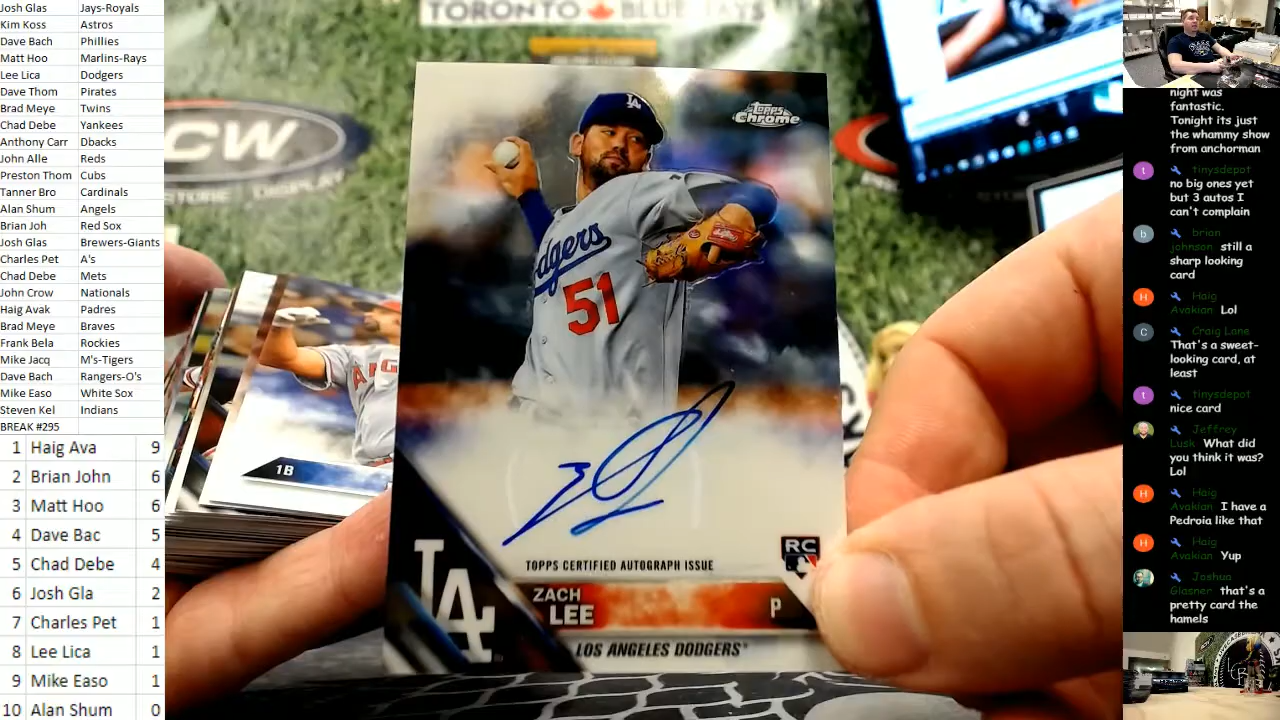 Josh Glas Jays-Royals
Kim Koss Astros
Dave Bach Phillies
Matt Hoo Marlins-Rays
Lee Lica Dodgers
Dave Thom Pirates
Brad Meye Twins
Chad Debe Yankees
Anthony Carr Dbacks
John Alle Reds
Preston Thom Cubs
Tanner Bro Cardinals
Alan Shum Angels
Brian Joh Red Sox
Josh Glas Brewers-Giants
Charles Pet A's
Chad Debe Mets
John Crow Nationals
Haig Avak Padres
Brad Meye Braves
Frank Bela Rockies
Mike Jacq M's-Tigers
Dave Bach Rangers-O's
Mike Easo White Sox
Steven Kel Indians
BREAK #295
1 Haig Ava 9
2 Brian John 6
3 Matt Hoo 6
4 Dave Bac 5
5 Chad Debe 4
6 Josh Gla 2
7 Charles Pet 1
8 Lee Lica 1
9 Mike Easo 1
10 Alan Shum 0
TORONTO BLUE JAYS
CW
DISPLAY
Topps
Chrome
LA
dgers
51
ANG
1B
TOPPS CERTIFIED AUTOGRAPH ISSUE
RC
ZACH
LEE
P
LA
LOS ANGELES DODGERS
night was
fantastic.
Tonight its just
the whammy show
from anchorman
t tinysdepot
no big ones yet
but 3 autos I
can't complain
b brian
johnson still a
sharp looking
card
H Haig
Avakian Lol
C Craig Lane
That's a sweet-
looking card, at
least
t tinysdepot
nice card
Jeffrey
Lusk What did
you think it was?
Lol
H Haig
Avakian I have a
Pedroia like that
H Haig
Avakian Yup
Joshua
Glasner that's a
pretty card the
hamels